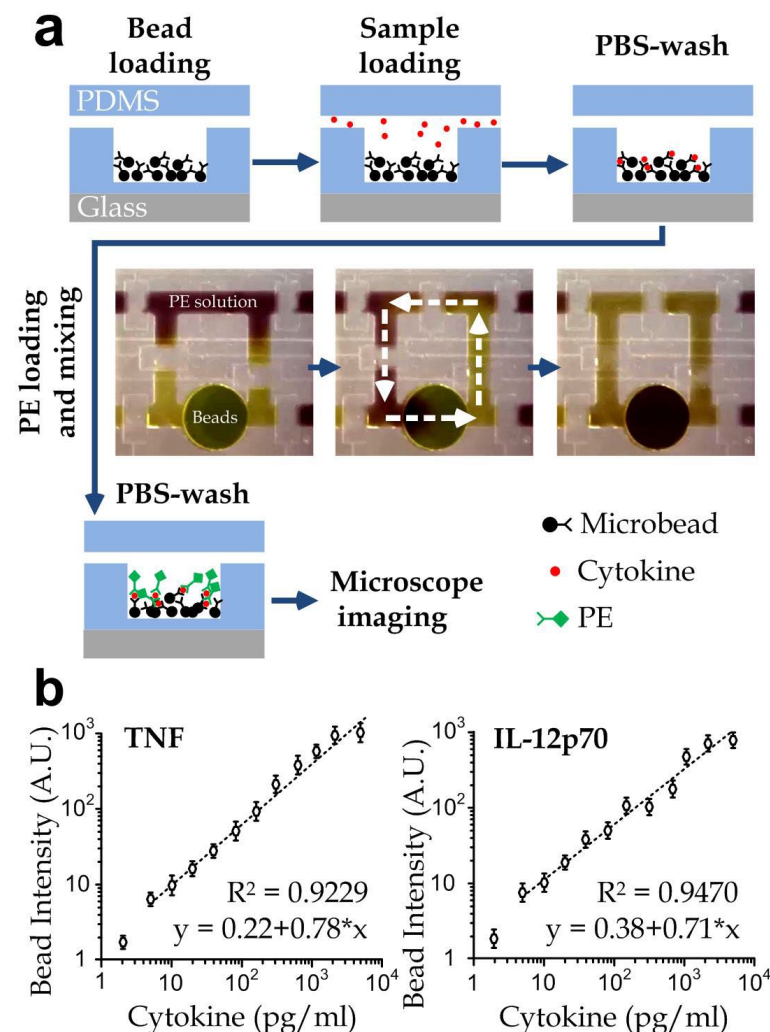 a
Bead
loading
Sample
loading
PBS-wash
PDMS
Glass
PE loading
and mixing
PE solution
Beads
PBS-wash
Microscope
imaging
Microbead
Cytokine
PE
b
Bead Intensity (A.U.)
10³
10²
10
1
TNF
R² = 0.9229
y = 0.22+0.78*x
1
10
10²
10³
10⁴
Cytokine (pg/ml)
Bead Intensity (A.U.)
10³
10²
10
1
IL-12p70
R² = 0.9470
y = 0.38+0.71*x
1
10
10²
10³
10⁴
Cytokine (pg/ml)